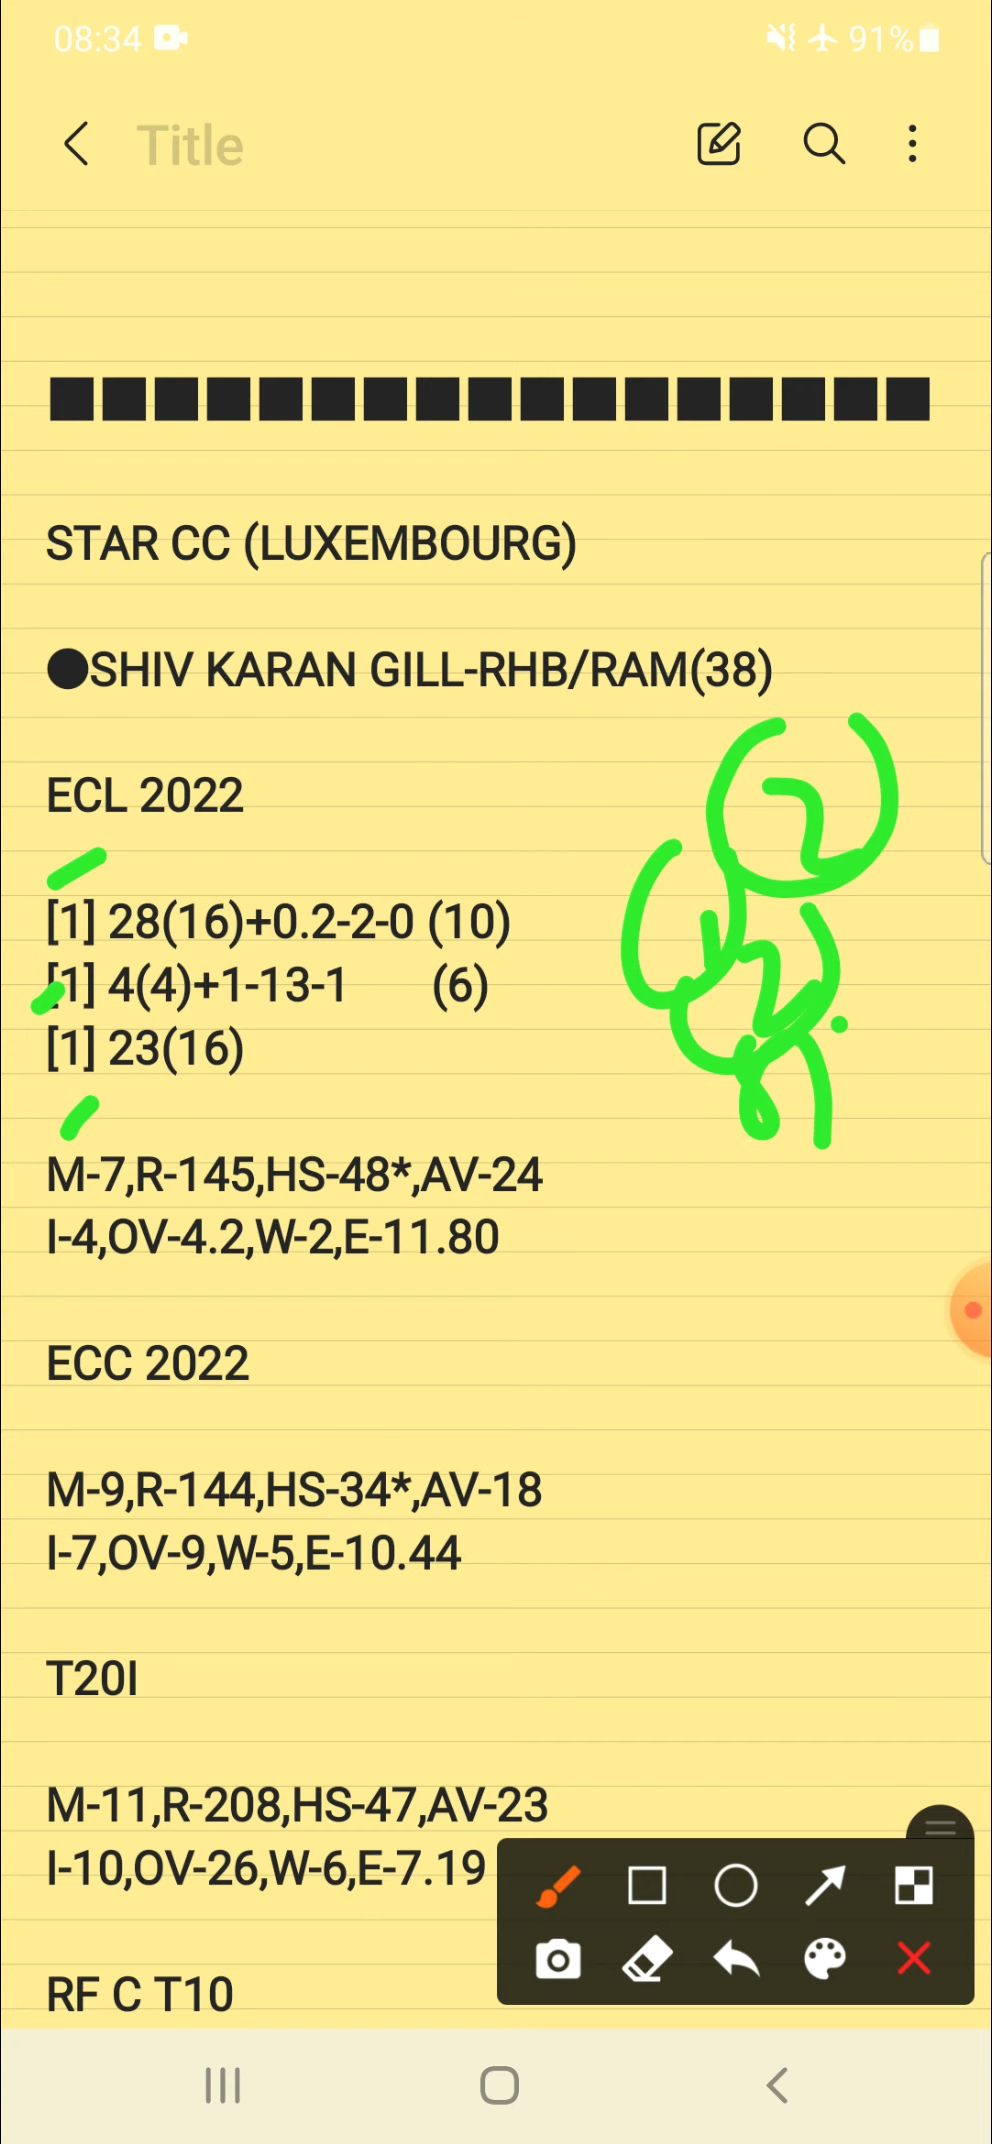 08:34 91%
Title
STAR CC (LUXEMBOURG)
●SHIV KARAN GILL-RHB/RAM(38)
ECL 2022
[1] 28(16)+0.2-2-0 (10)
[1] 4(4)+1-13-1 (6)
[1] 23(16)
M-7,R-145,HS-48*,AV-24
I-4,OV-4.2,W-2,E-11.80
ECC 2022
M-9,R-144,HS-34*,AV-18
I-7,OV-9,W-5,E-10.44
T20I
M-11,R-208,HS-47,AV-23
I-10,OV-26,W-6,E-7.19
RF C T10